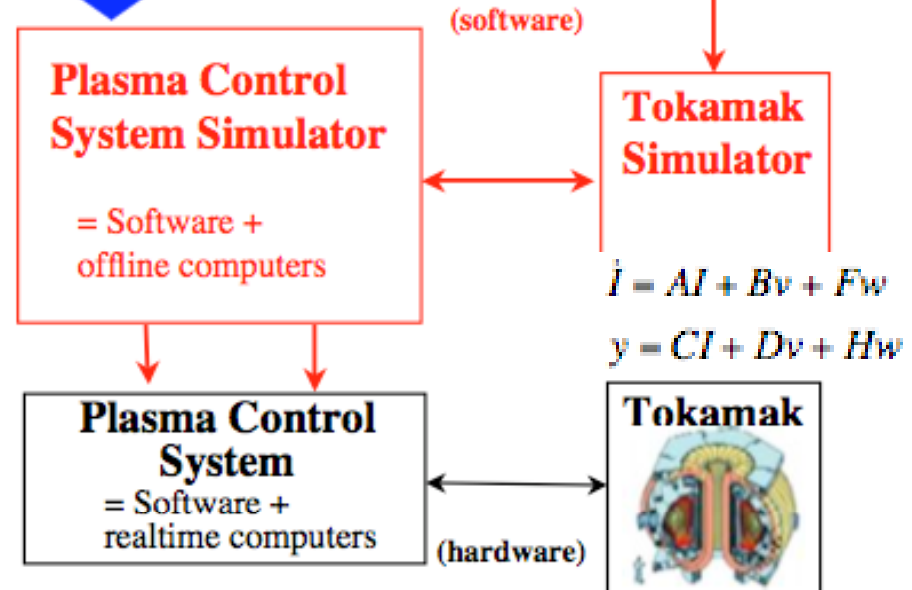 (software)
Plasma Control
System Simulator
= Software +
offline computers
Tokamak
Simulator
İ = AI + Bv + Fw
y = CI + Dv + Hw
Plasma Control
System
= Software +
realtime computers
(hardware)
Tokamak
t